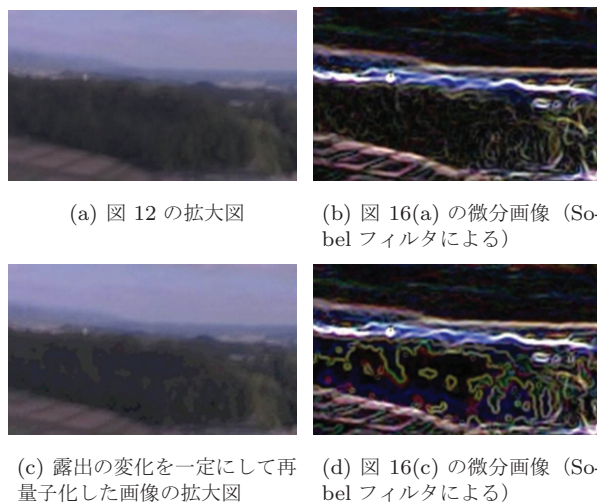 (a) 図 12 の拡大図
(b) 図 16(a) の微分画像（So-
bel フィルタによる）
(c) 露出の変化を一定にして再
量子化した画像の拡大図
(d) 図 16(c) の微分画像（So-
bel フィルタによる）